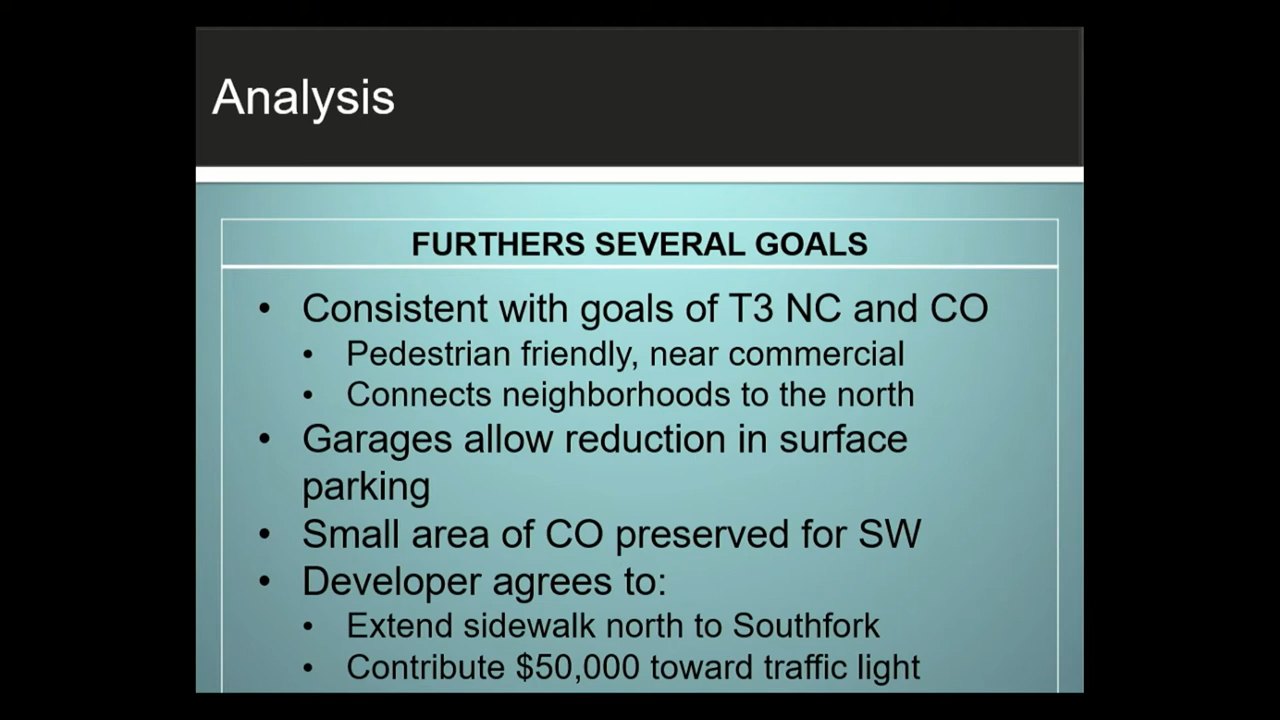 Analysis
FURTHERS SEVERAL GOALS
• Consistent with goals of T3 NC and CO
• Pedestrian friendly, near commercial
• Connects neighborhoods to the north
• Garages allow reduction in surface
parking
• Small area of CO preserved for SW
• Developer agrees to:
• Extend sidewalk north to Southfork
• Contribute $50,000 toward traffic light